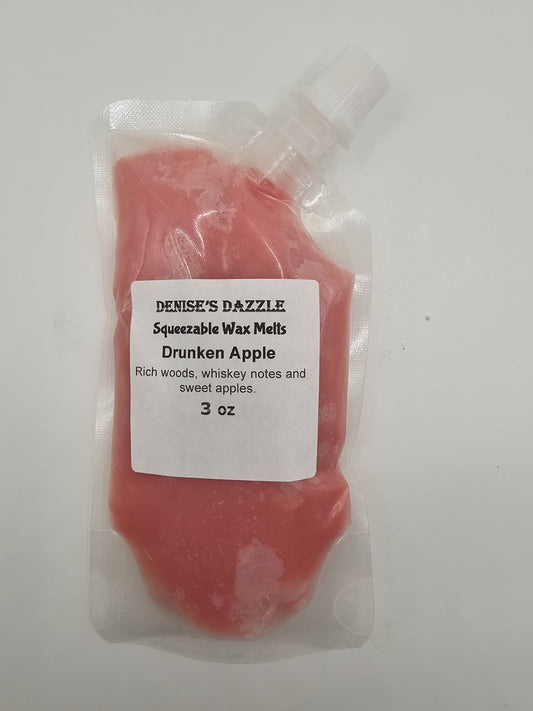 DENISE'S DAZZLE
Squeezable Wax Melts
Drunken Apple
Rich woods, whiskey notes and
sweet apples.
3 oz